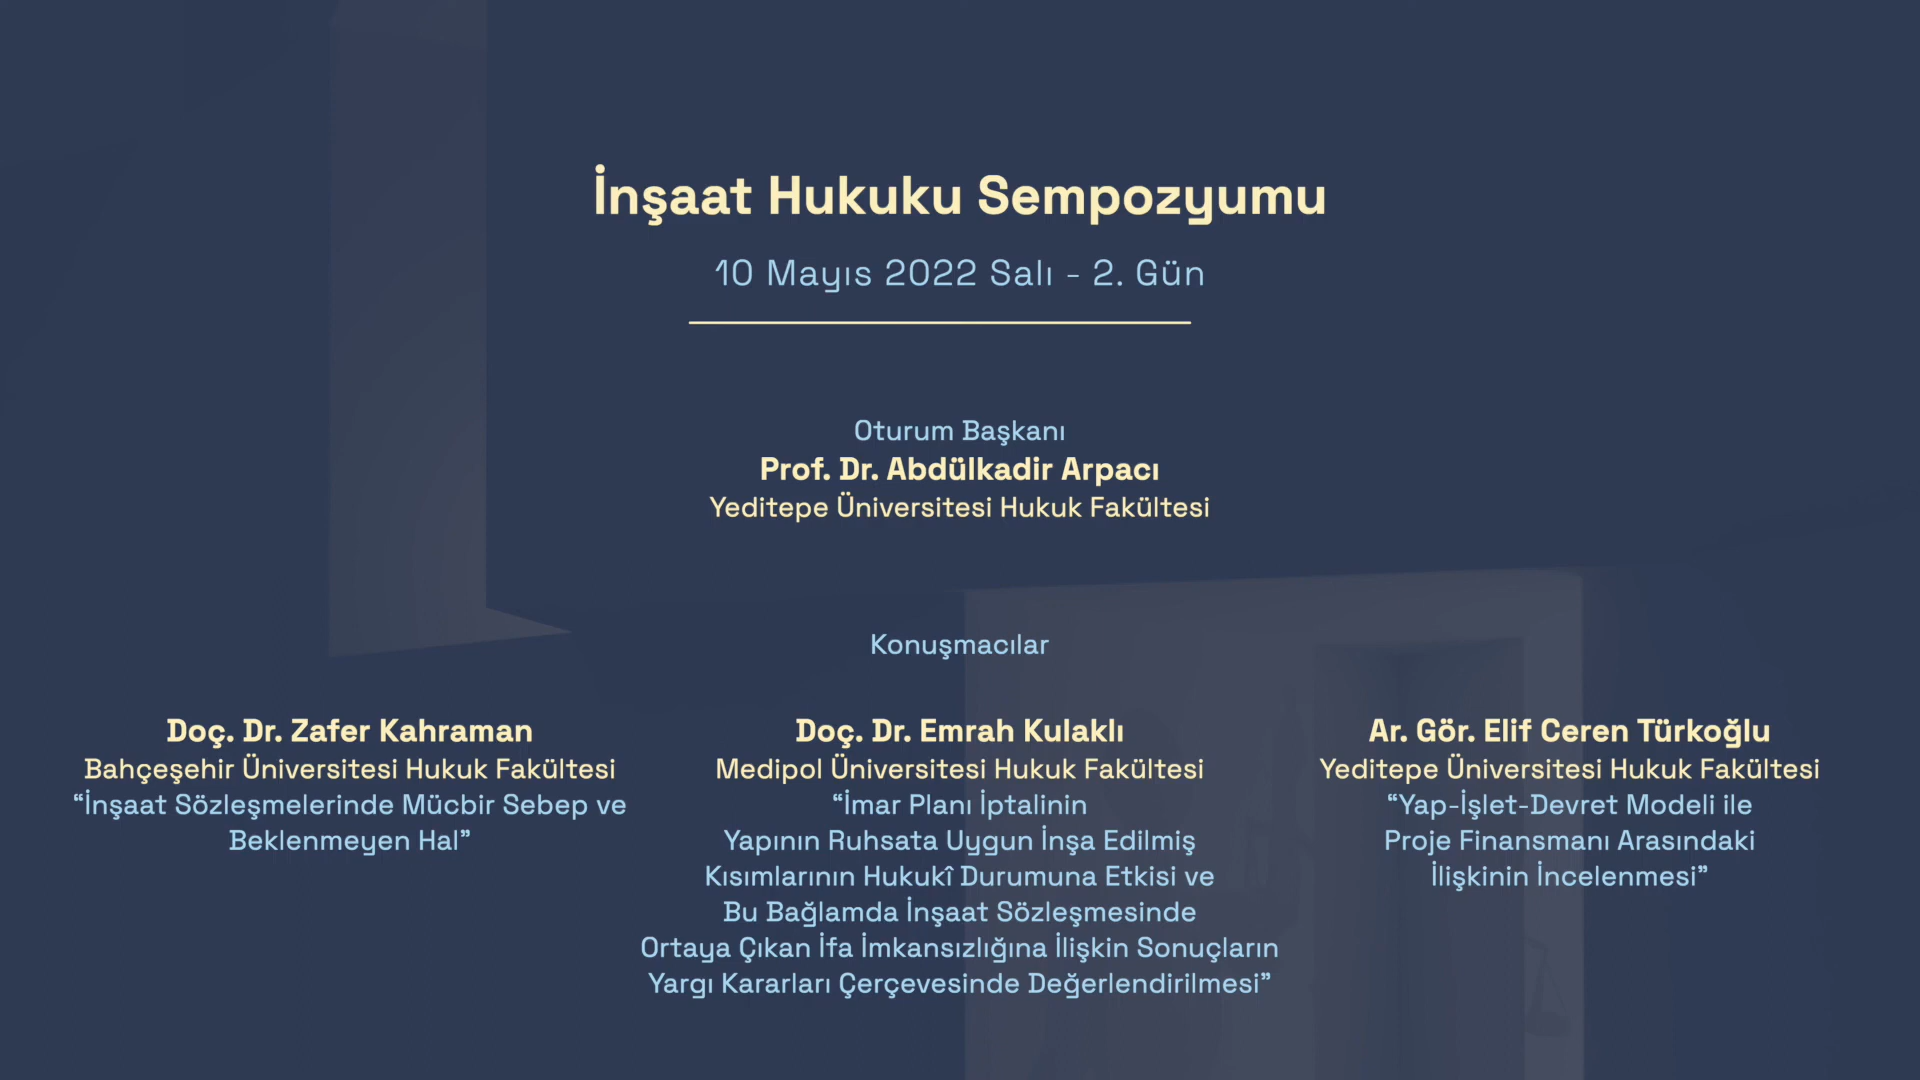 İnşaat Hukuku Sempozyumu
10 Mayıs 2022 Salı - 2. Gün
Oturum Başkanı
Prof. Dr. Abdülkadir Arpacı
Yeditepe Üniversitesi Hukuk Fakültesi
Konuşmacılar
Doç. Dr. Zafer Kahraman
Bahçeşehir Üniversitesi Hukuk Fakültesi
“İnşaat Sözleşmelerinde Mücbir Sebep ve
Beklenmeyen Hal”
Doç. Dr. Emrah Kulaklı
Medipol Üniversitesi Hukuk Fakültesi
“İmar Planı İptalinin
Yapının Ruhsata Uygun İnşa Edilmiş
Kısımlarının Hukukî Durumuna Etkisi ve
Bu Bağlamda İnşaat Sözleşmesinde
Ortaya Çıkan İfa İmkansızlığına İlişkin Sonuçların
Yargı Kararları Çerçevesinde Değerlendirilmesi”
Ar. Gör. Elif Ceren Türkoğlu
Yeditepe Üniversitesi Hukuk Fakültesi
“Yap-İşlet-Devret Modeli ile
Proje Finansmanı Arasındaki
İlişkinin İncelenmesi”